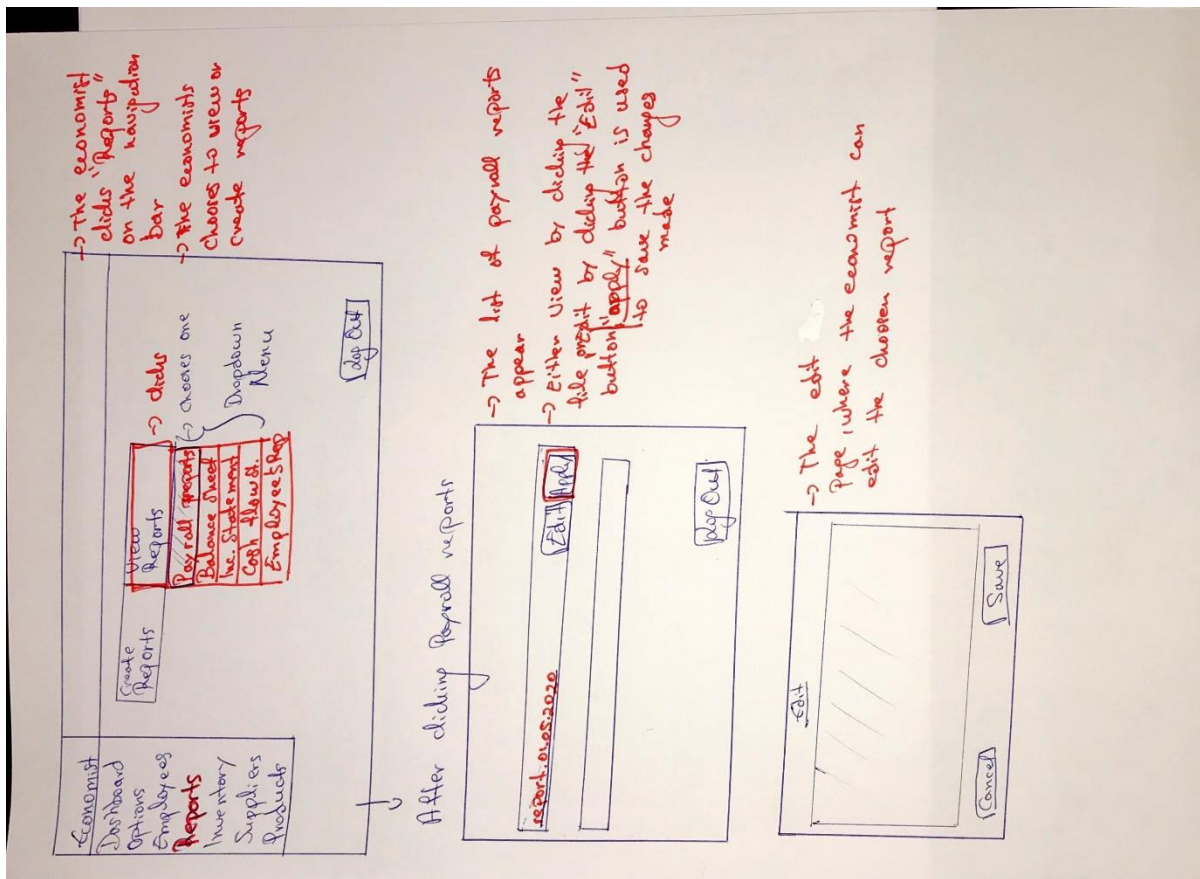 Economist
Dashboard
Options
Employees
Reports
Inventory
Suppliers
Products
Create
Reports
View
Reports
-> clicks
Payroll reports
-> chooses one
Balance Sheet
Inc. Statement
Cash flow St.
Employees Rep
Dropdown
Menu
Log Out
-> The economist
clicks "Reports"
on the navigation
bar
-> The economists
chooses to view or
create reports
After clicking Payroll reports
report.01.05.2020
Edit
Apply
Log Out
-> The list of payroll reports
appear
-> Either view by clicking the
file or Edit by clicking the "Edit"
button, "apply" button is used
to save the changes
made
Edit
Cancel
Save
-> The edit
Page, where the economist can
edit the choosen report